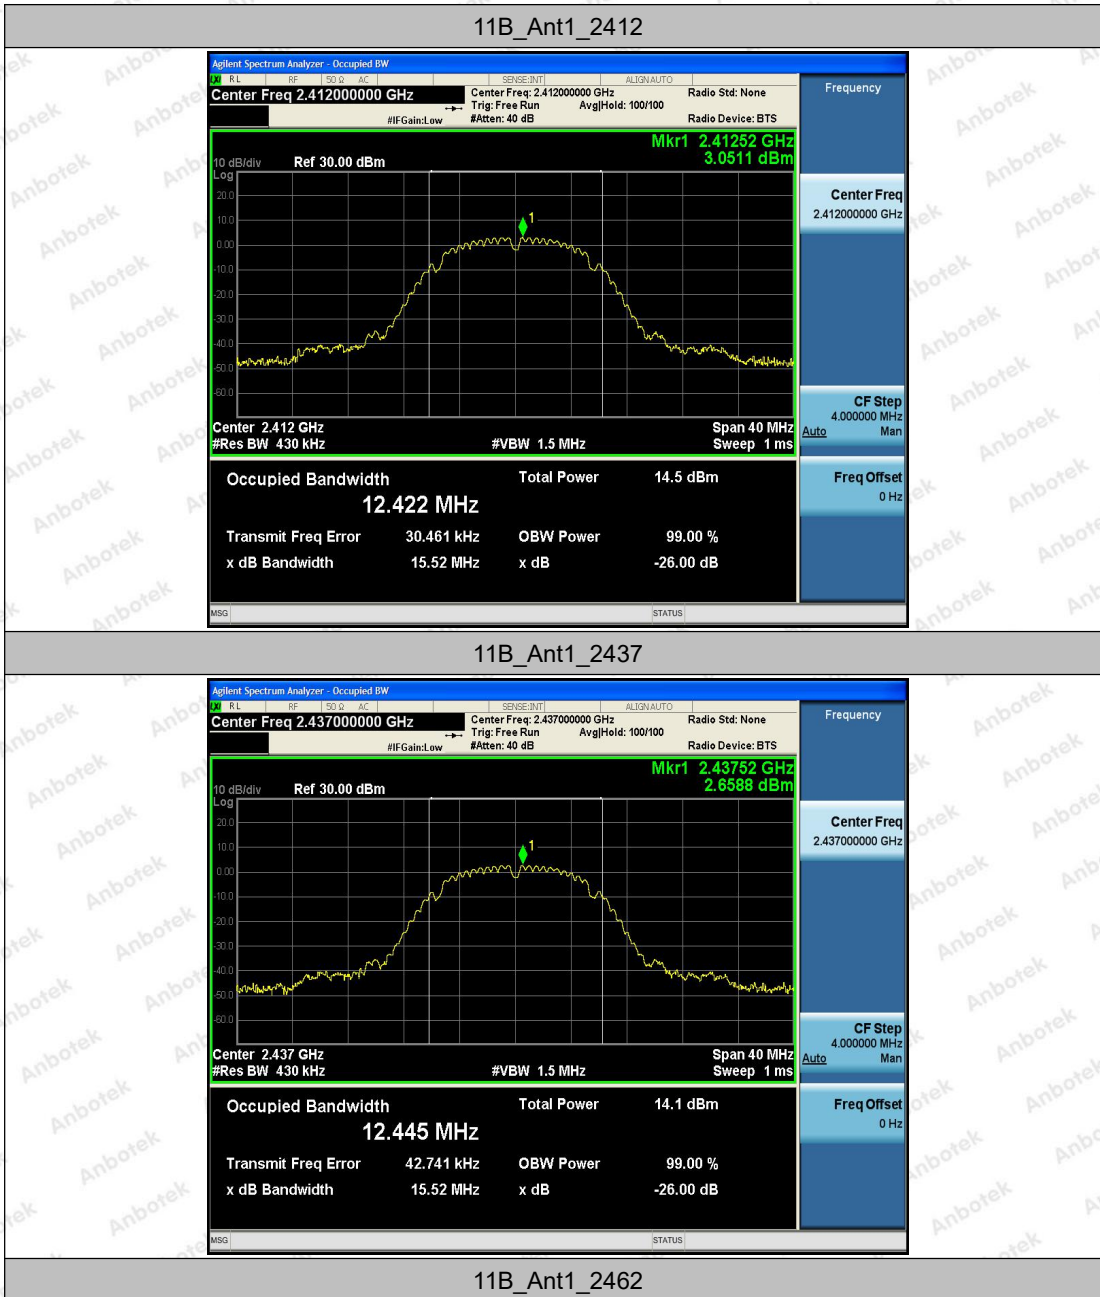 11B_Ant1_2412
Agilent Spectrum Analyzer - Occupied BW
LXI RL RF 50 Ω AC SENSE:INT ALIGNAUTO
Center Freq 2.412000000 GHz
Center Freq: 2.412000000 GHz
Radio Std: None
Trig: Free Run Avg|Hold: 100/100
#IFGain:Low #Atten: 40 dB Radio Device: BTS
Frequency
Mkr1 2.41252 GHz
3.0511 dBm
10 dB/div Ref 30.00 dBm
Log
20.0
10.0
0.00
-10.0
-20.0
-30.0
-40.0
-50.0
-60.0
1
Center 2.412 GHz Span 40 MHz
#Res BW 430 kHz #VBW 1.5 MHz Sweep 1 ms
Center Freq
2.412000000 GHz
CF Step
4.000000 MHz
Auto Man
Freq Offset
0 Hz
Occupied Bandwidth Total Power 14.5 dBm
12.422 MHz
Transmit Freq Error 30.461 kHz OBW Power 99.00 %
x dB Bandwidth 15.52 MHz x dB -26.00 dB
MSG STATUS
11B_Ant1_2437
Agilent Spectrum Analyzer - Occupied BW
LXI RL RF 50 Ω AC SENSE:INT ALIGNAUTO
Center Freq 2.437000000 GHz
Center Freq: 2.437000000 GHz
Radio Std: None
Trig: Free Run Avg|Hold: 100/100
#IFGain:Low #Atten: 40 dB Radio Device: BTS
Frequency
Mkr1 2.43752 GHz
2.6588 dBm
10 dB/div Ref 30.00 dBm
Log
20.0
10.0
0.00
-10.0
-20.0
-30.0
-40.0
-50.0
-60.0
1
Center 2.437 GHz Span 40 MHz
#Res BW 430 kHz #VBW 1.5 MHz Sweep 1 ms
Center Freq
2.437000000 GHz
CF Step
4.000000 MHz
Auto Man
Freq Offset
0 Hz
Occupied Bandwidth Total Power 14.1 dBm
12.445 MHz
Transmit Freq Error 42.741 kHz OBW Power 99.00 %
x dB Bandwidth 15.52 MHz x dB -26.00 dB
MSG STATUS
11B_Ant1_2462
Anbotek